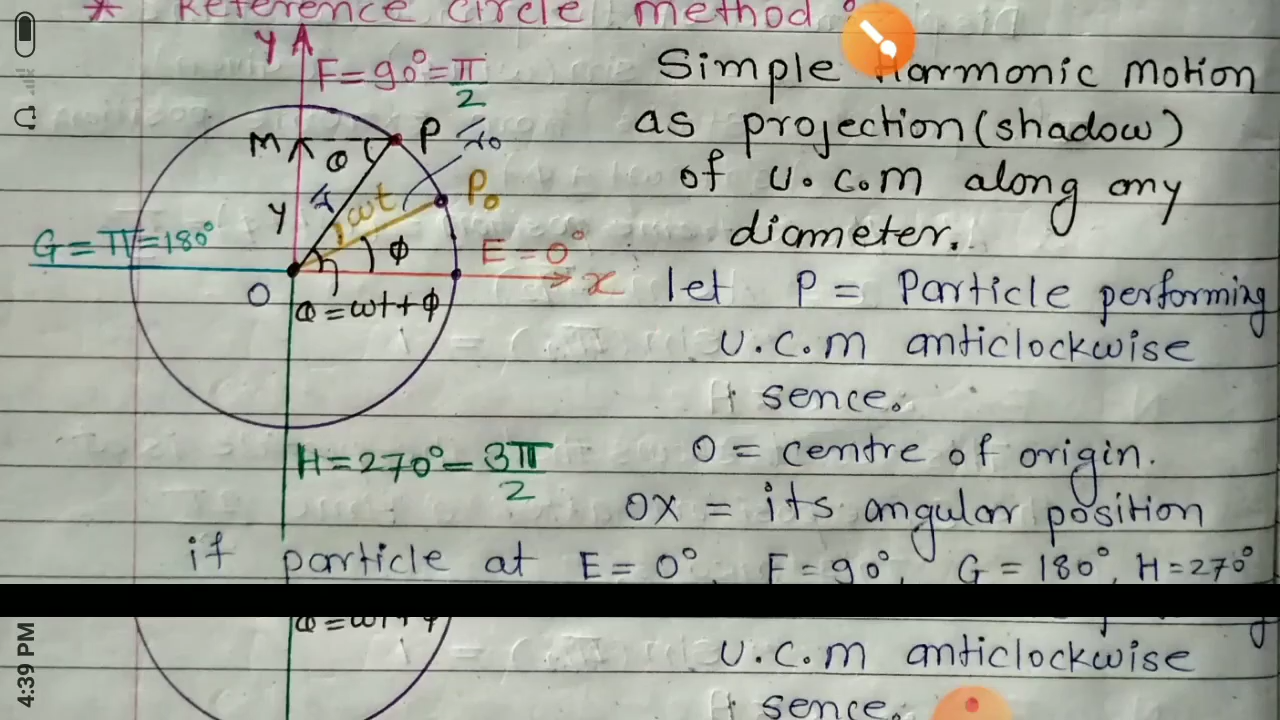 * Reference circle method :
Y
F = 90° = π/2
M
P
r₀
θ
P₀
y
r
ωt
G = π = 180°
φ
E = 0°
x
O
θ = ωt + φ
H = 270° = 3π/2
Simple Harmonic motion
as projection (shadow)
of U.C.M along any
diameter.
let P = Particle performing
U.C.M anticlockwise
sence.
O = centre of origin.
OX = its angular position
if particle at E = 0°, F = 90°, G = 180°, H = 270°
U.C.M anticlockwise
sence.
4:39 PM